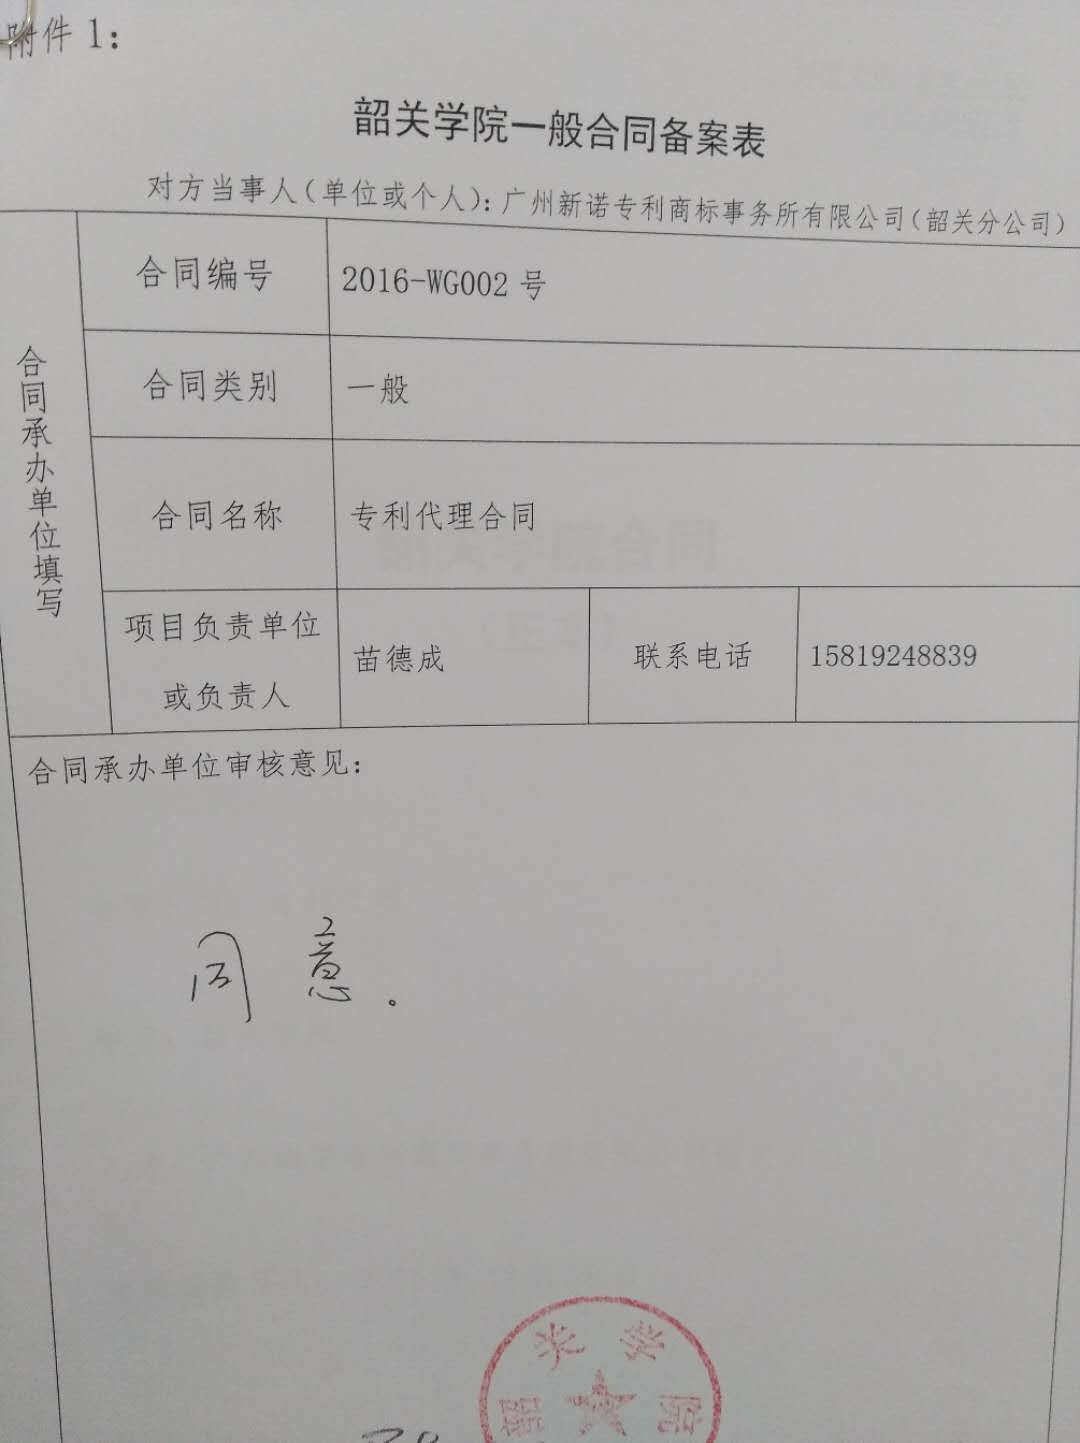 附件 1：
韶关学院一般合同备案表
对方当事人（单位或个人）：广州新诺专利商标事务所有限公司（韶关分公司）
合同承办单位填写
合同编号 2016-WG002 号
合同类别 一般
合同名称 专利代理合同
项目负责单位
或负责人
苗德成 联系电话 15819248839
合同承办单位审核意见：
同意。
韶关学院